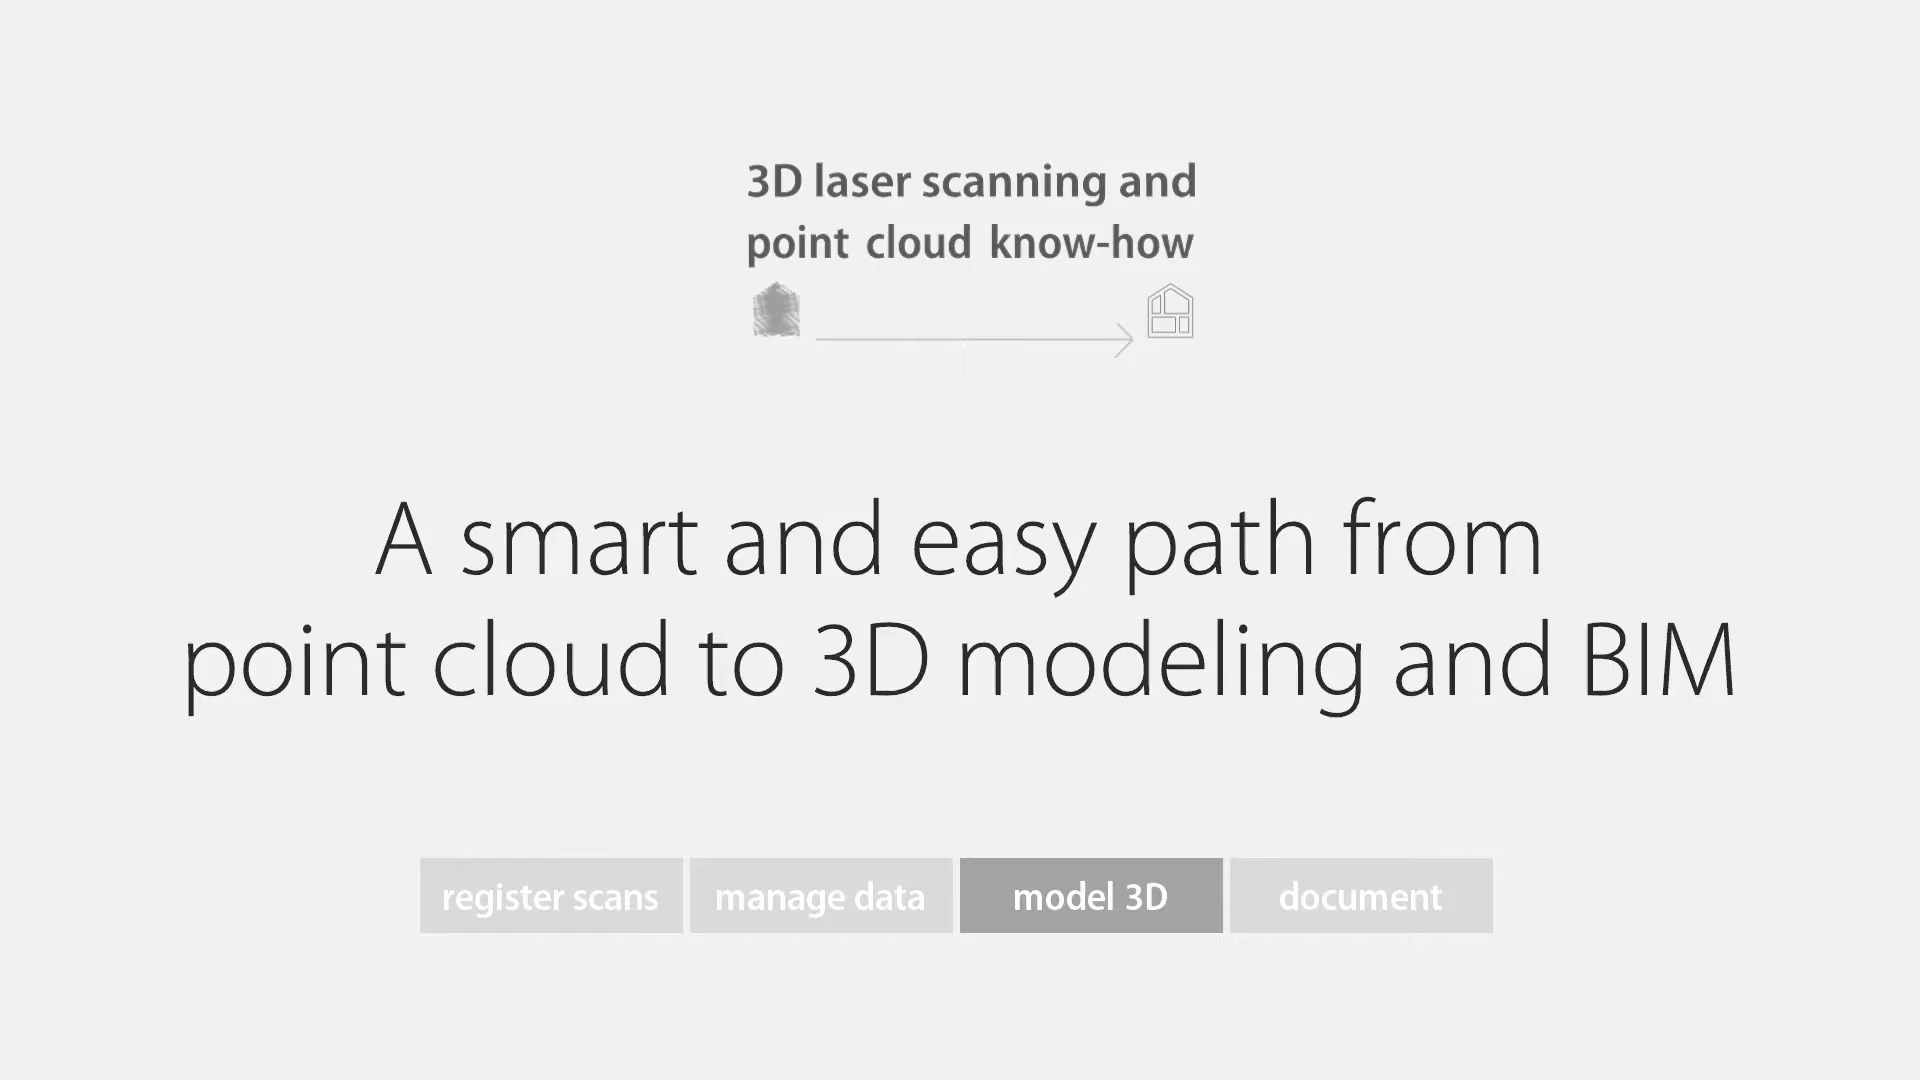 3D laser scanning and
point cloud know-how
A smart and easy path from
point cloud to 3D modeling and BIM
register scans
manage data
model 3D
document